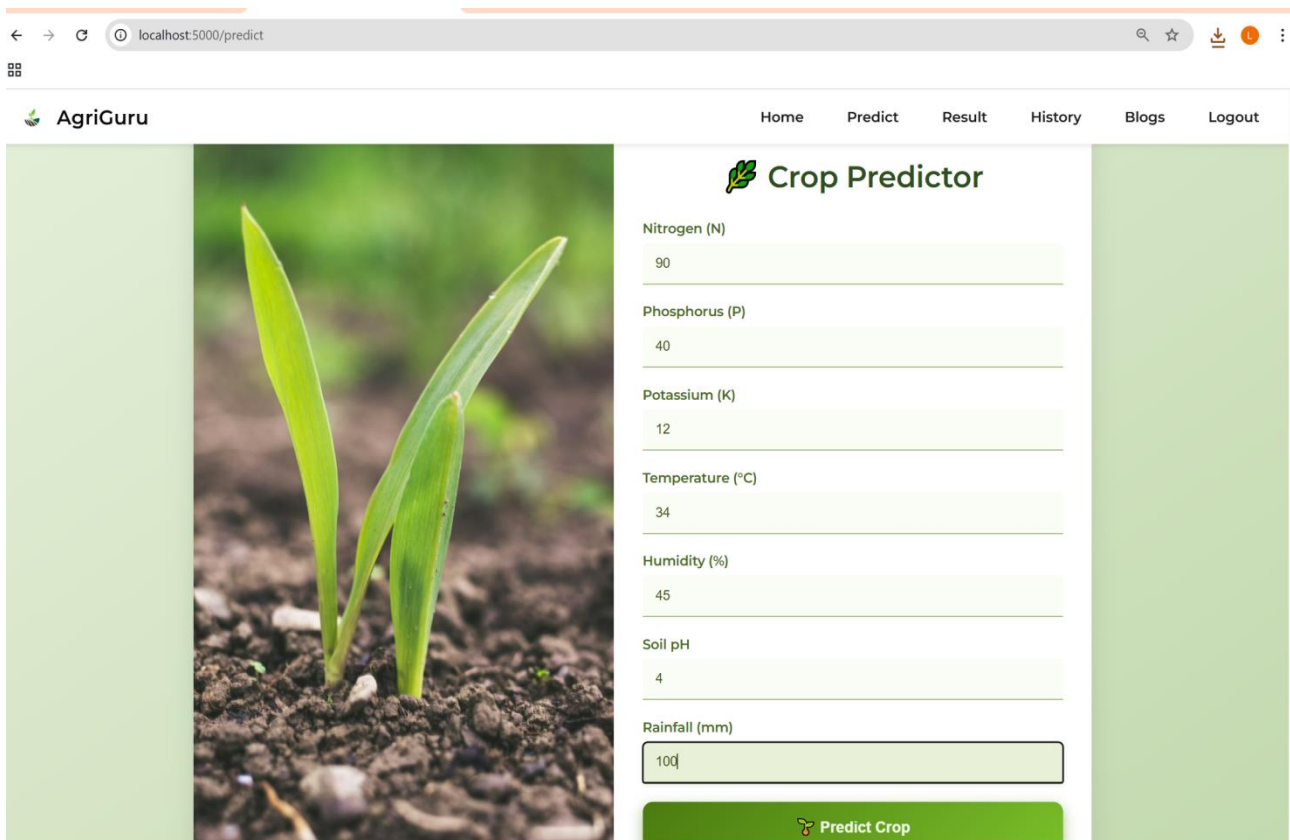 localhost:5000/predict
L
AgriGuru
Home Predict Result History Blogs Logout
Crop Predictor
Nitrogen (N)
90
Phosphorus (P)
40
Potassium (K)
12
Temperature (°C)
34
Humidity (%)
45
Soil pH
4
Rainfall (mm)
100
Predict Crop